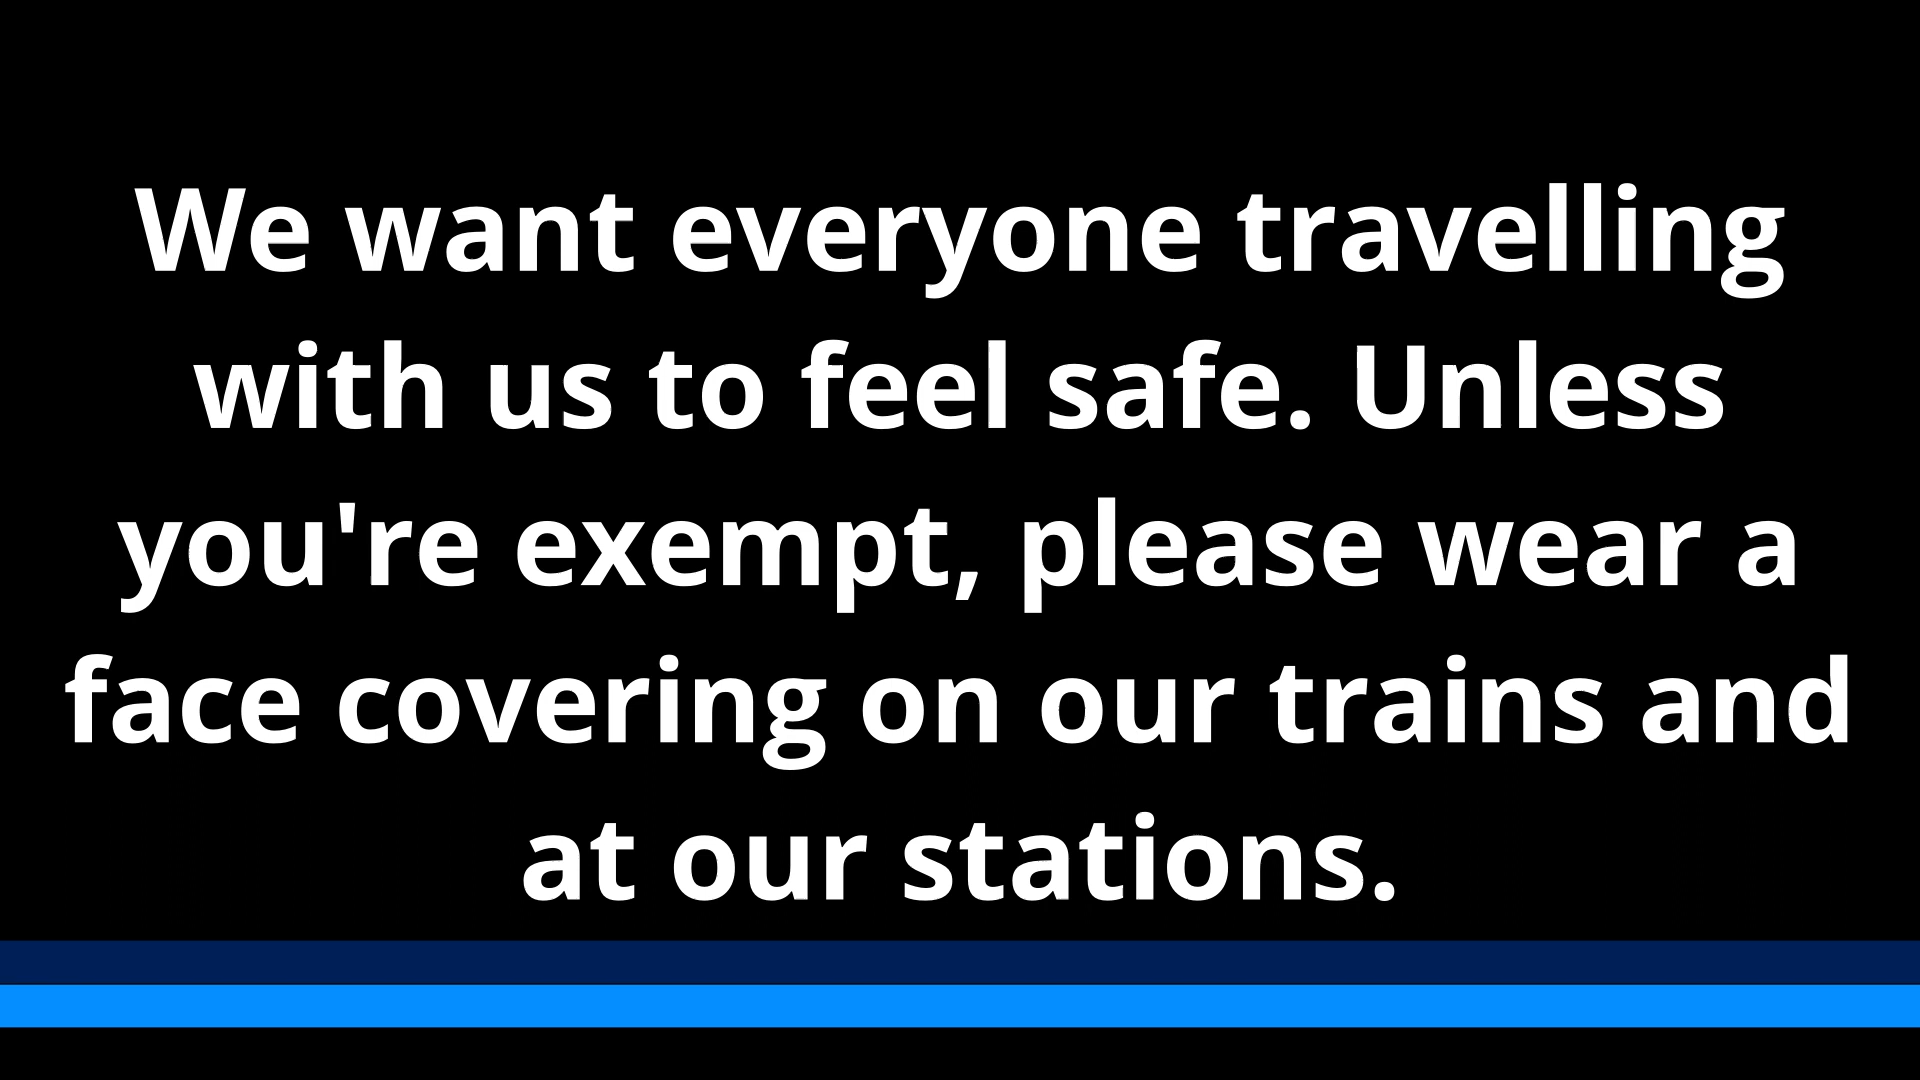 We want everyone travelling
with us to feel safe. Unless
you're exempt, please wear a
face covering on our trains and
at our stations.